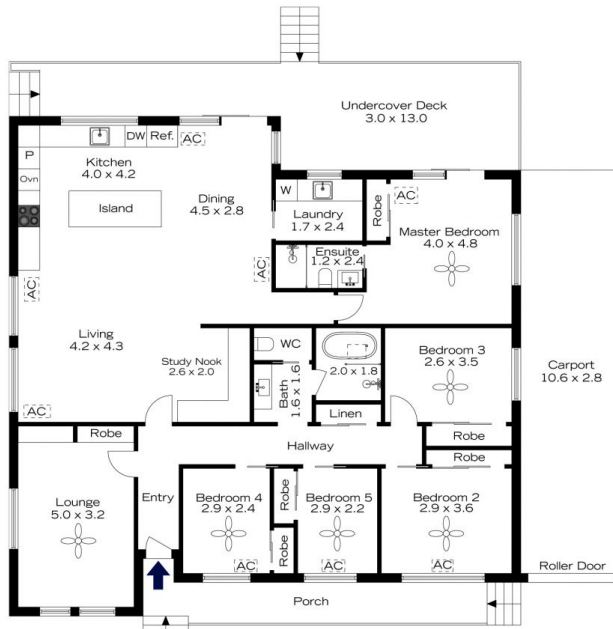 Undercover Deck
3.0 x 13.0
DW
Ref.
AC
P
Kitchen
4.0 x 4.2
Ovn
Dining
4.5 x 2.8
Island
W
Laundry
1.7 x 2.4
Robe
AC
Master Bedroom
4.0 x 4.8
Ensuite
1.2 x 2.4
AC
AC
Living
4.2 x 4.3
Study Nook
2.6 x 2.0
WC
2.0 x 1.8
Bath
1.6 x 1.6
Bedroom 3
2.6 x 3.5
Carport
10.6 x 2.8
AC
Linen
Robe
Robe
Robe
Hallway
Lounge
5.0 x 3.2
Entry
Bedroom 4
2.9 x 2.4
Robe
Robe
Bedroom 5
2.9 x 2.2
Bedroom 2
2.9 x 3.6
AC
AC
AC
Roller Door
Porch